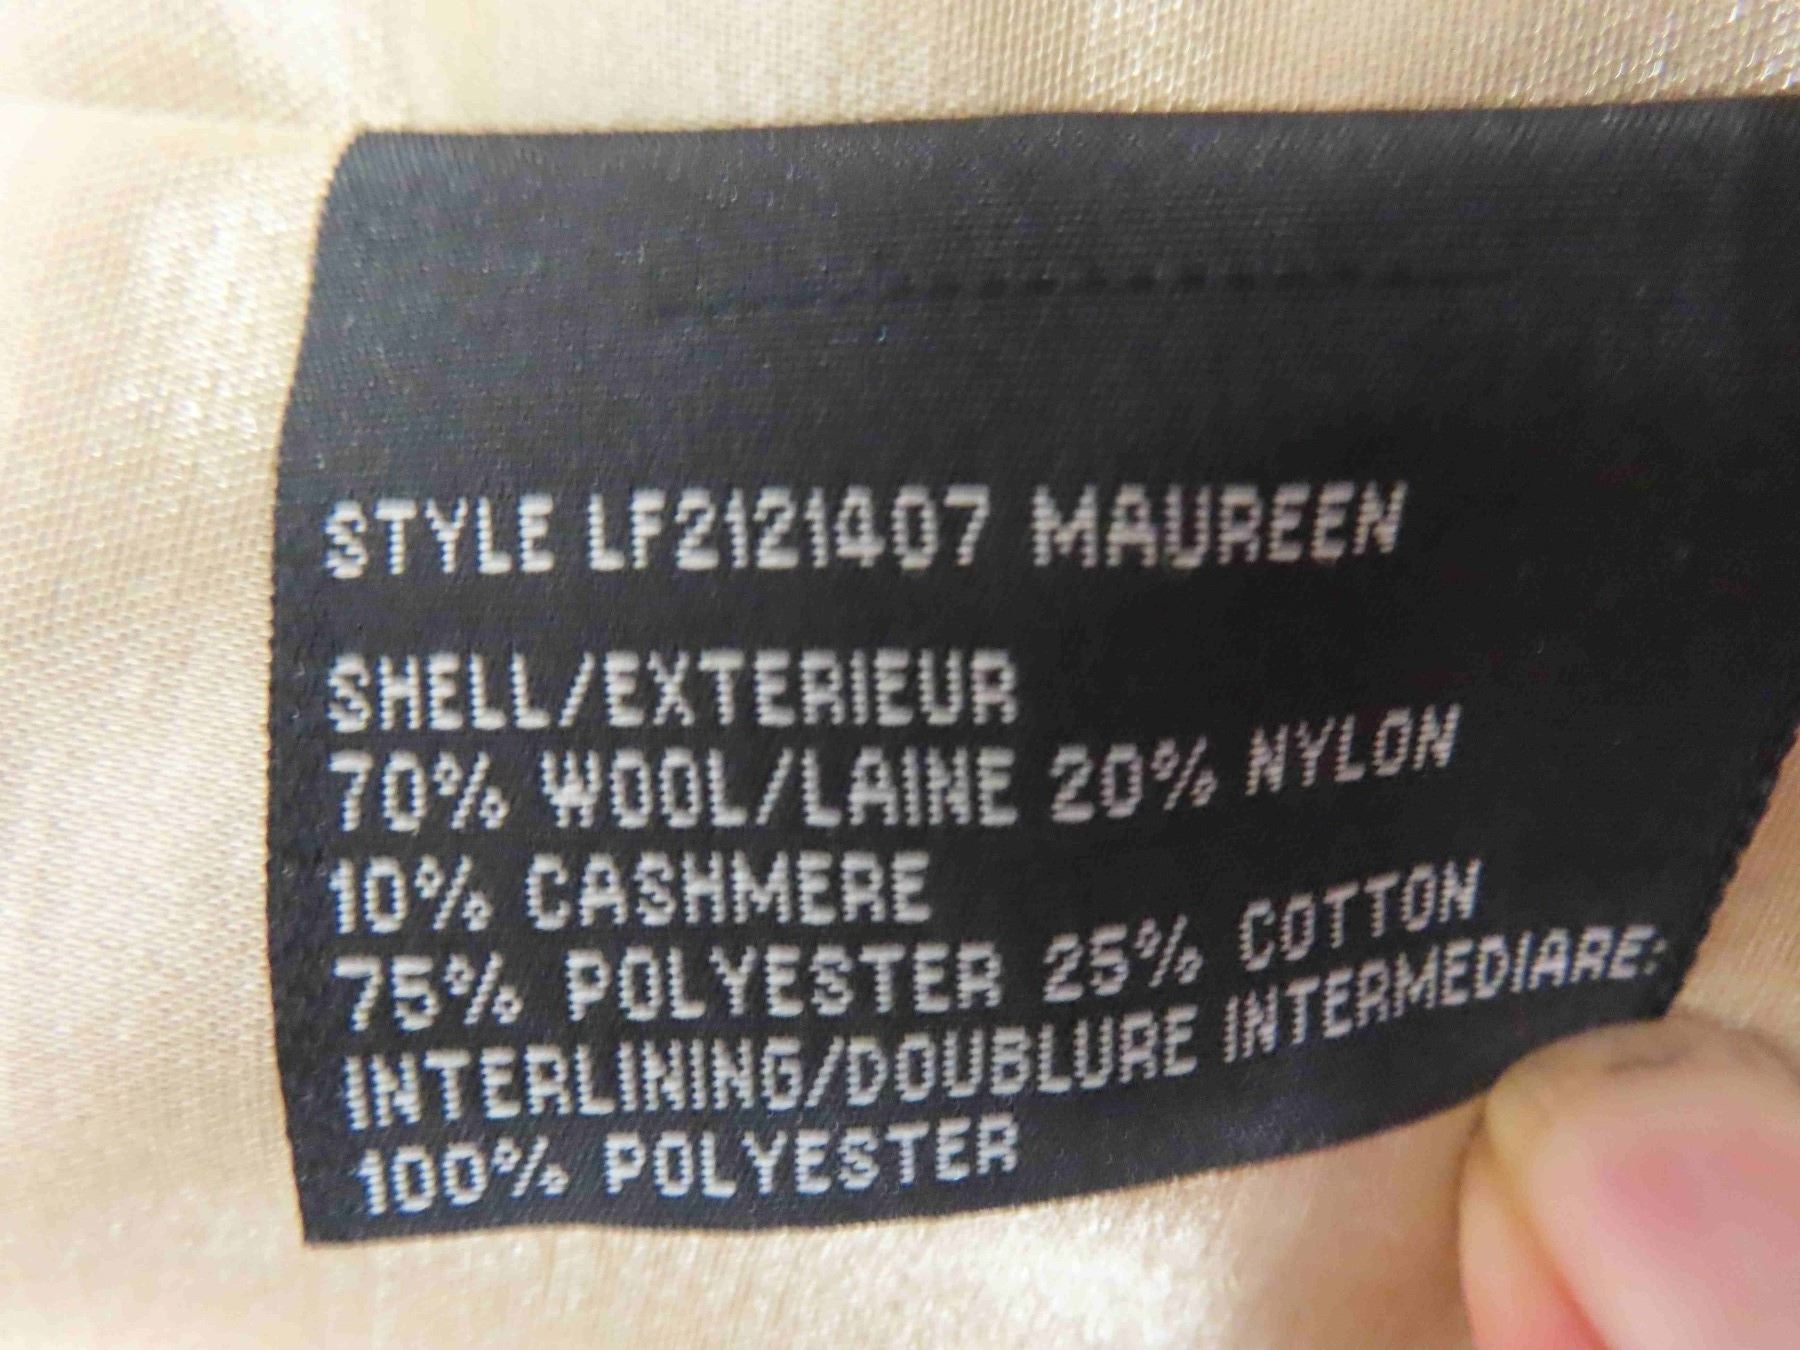 STYLE LF2121407 MAUREEN
SHELL/EXTERIEUR
70% WOOL/LAINE 20% NYLON
10% CASHMERE
75% POLYESTER 25% COTTON
INTERLINING/DOUBLURE INTERMEDIARE:
100% POLYESTER